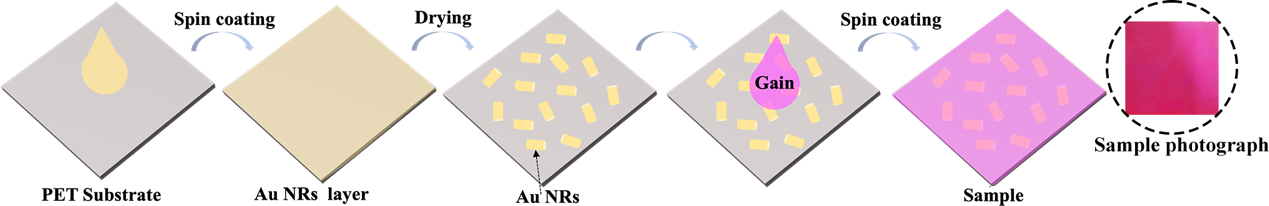 Spin coating
Drying
Spin coating
Gain
PET Substrate
Au NRs layer
Au NRs
Sample
Sample photograph